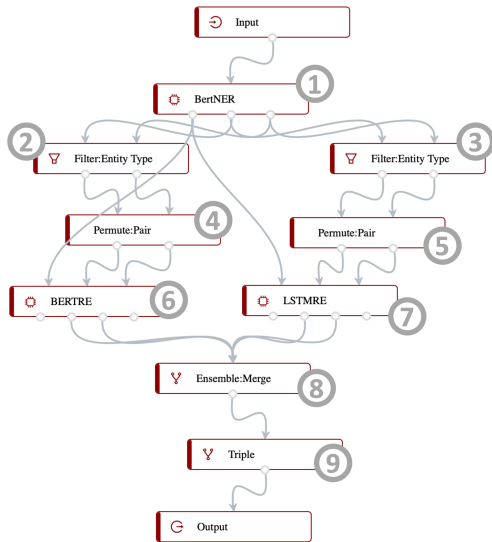 Input
1
BertNER
2
Filter:Entity Type
3
Filter:Entity Type
4
Permute:Pair
5
Permute:Pair
6
BERTRE
7
LSTMRE
8
Ensemble:Merge
9
Triple
Output